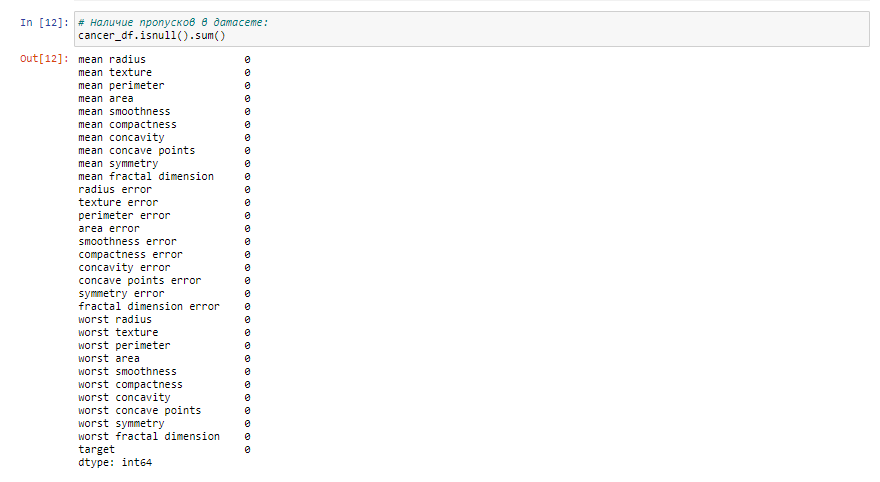 In [12]: # Наличие пропусков в датасете:
cancer_df.isnull().sum()
Out[12]: mean radius 0
mean texture 0
mean perimeter 0
mean area 0
mean smoothness 0
mean compactness 0
mean concavity 0
mean concave points 0
mean symmetry 0
mean fractal dimension 0
radius error 0
texture error 0
perimeter error 0
area error 0
smoothness error 0
compactness error 0
concavity error 0
concave points error 0
symmetry error 0
fractal dimension error 0
worst radius 0
worst texture 0
worst perimeter 0
worst area 0
worst smoothness 0
worst compactness 0
worst concavity 0
worst concave points 0
worst symmetry 0
worst fractal dimension 0
target 0
dtype: int64